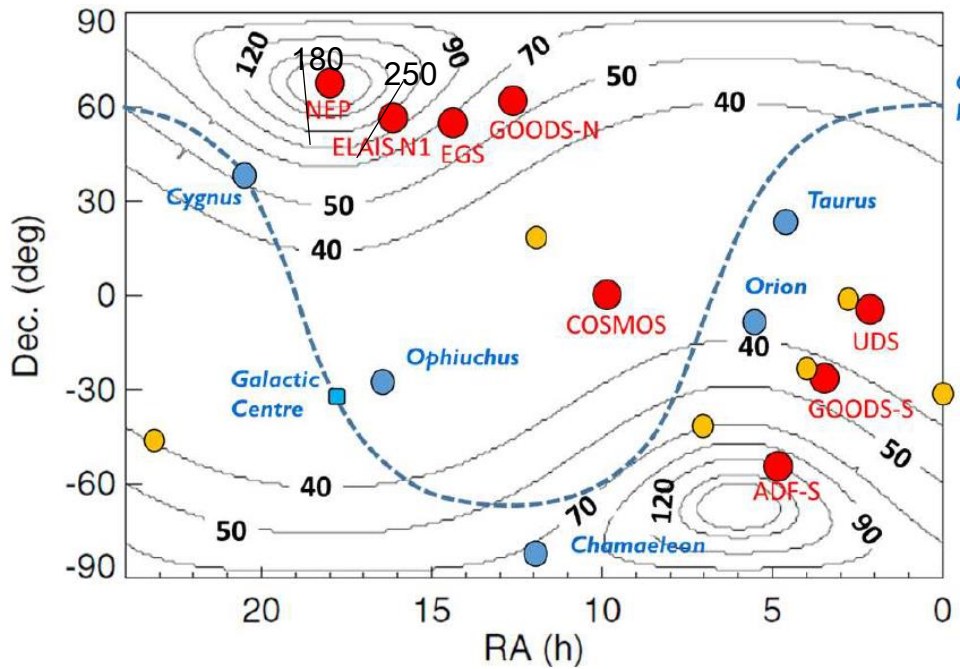 90
60
30
0
-30
-60
-90
Dec. (deg)
20
15
10
5
0
RA (h)
120
180
250
90
70
50
40
NEP
ELAIS-N1
EGS
GOODS-N
50
40
Cygnus
Taurus
Orion
COSMOS
UDS
40
Ophiuchus
Galactic
Centre
GOODS-S
50
40
50
70
120
90
ADF-S
Chamaeleon